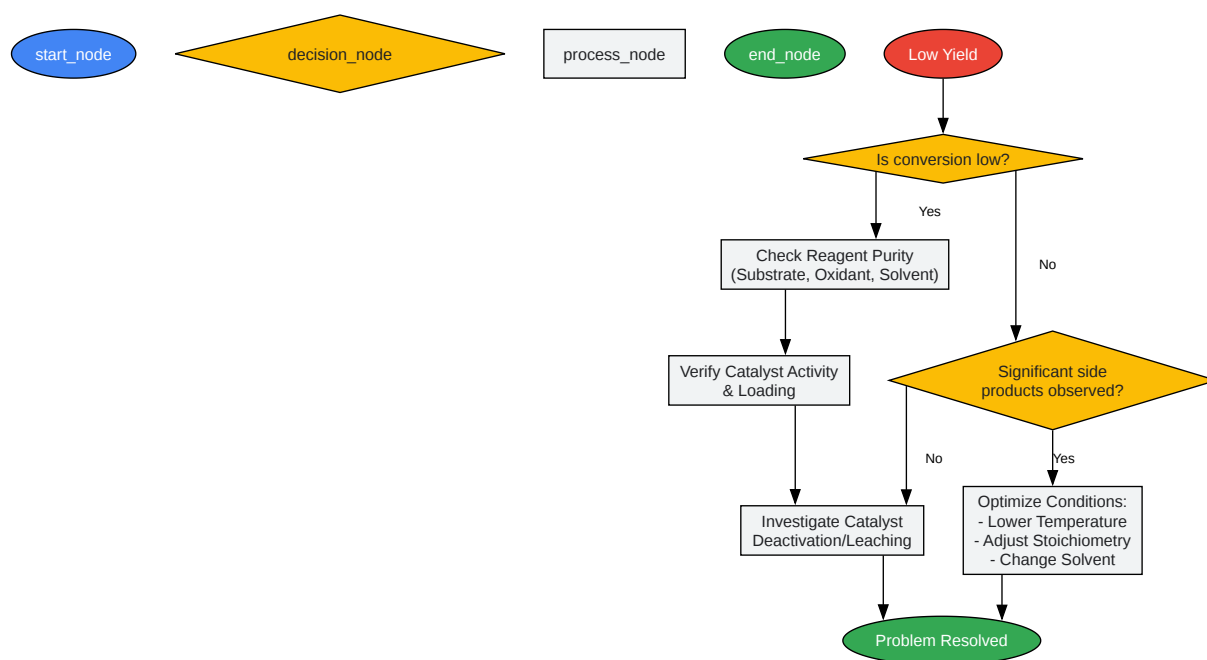 start_node
decision_node
process_node
end_node
Low Yield
Is conversion low?
Yes
Check Reagent Purity
(Substrate, Oxidant, Solvent)
No
Verify Catalyst Activity
& Loading
Significant side
products observed?
No
Yes
Investigate Catalyst
Deactivation/Leaching
Optimize Conditions:
- Lower Temperature
- Adjust Stoichiometry
- Change Solvent
Problem Resolved